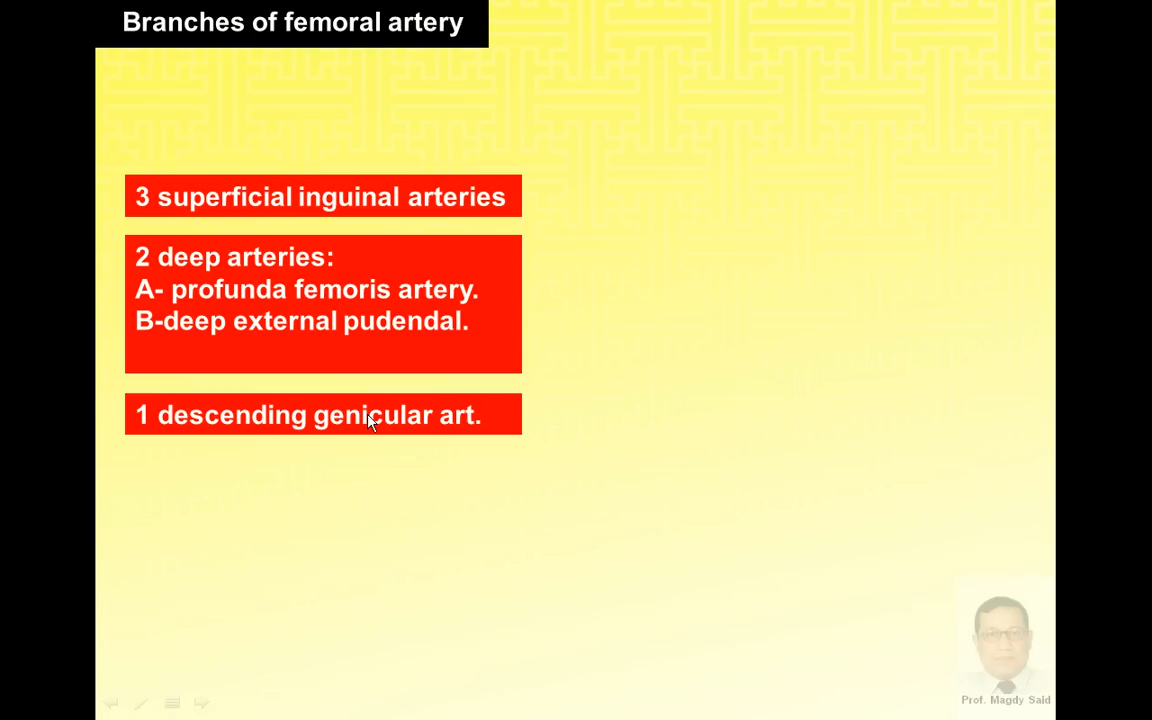 Branches of femoral artery
3 superficial inguinal arteries
2 deep arteries:
A- profunda femoris artery.
B-deep external pudendal.
1 descending genicular art.
Prof. Magdy Said